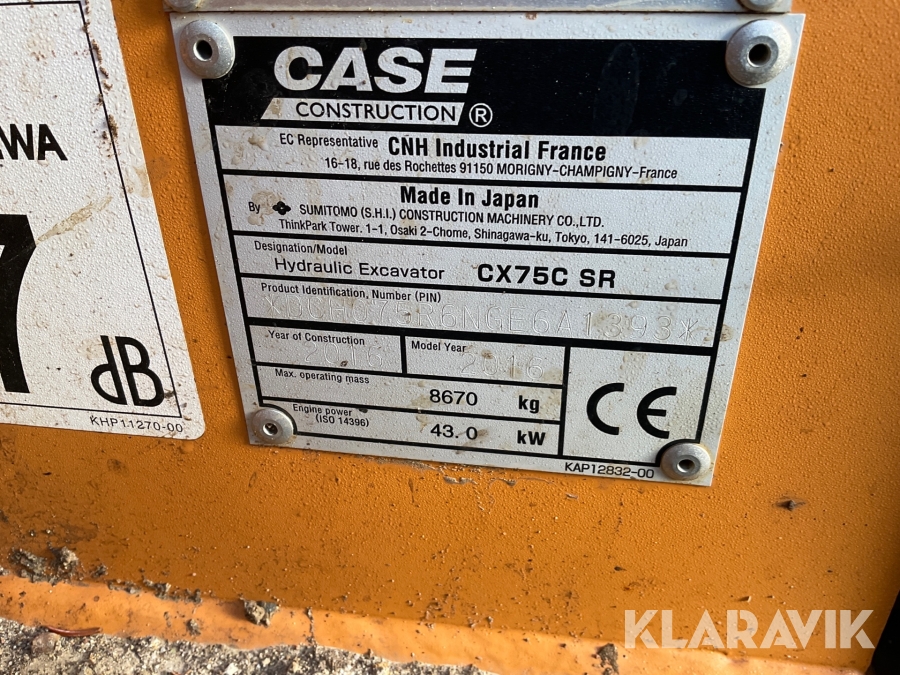 CASE
CONSTRUCTION ®
EC Representative CNH Industrial France
16-18, rue des Rochettes 91150 MORIGNY-CHAMPIGNY-France
Made In Japan
By SUMITOMO (S.H.I.) CONSTRUCTION MACHINERY CO.,LTD.
ThinkPark Tower. 1-1, Osaki 2-Chome, Shinagawa-ku, Tokyo, 141-6025, Japan
Designation/Model
Hydraulic Excavator CX75C SR
Product Identification, Number (PIN)
Year of Construction 2016 Model Year 2016
Max. operating mass 8670 kg
Engine power
(ISO 14396) 43.0 kW
CE
KAP12832-00
WA
7
dB
KHP11270-00
KLARAVIK